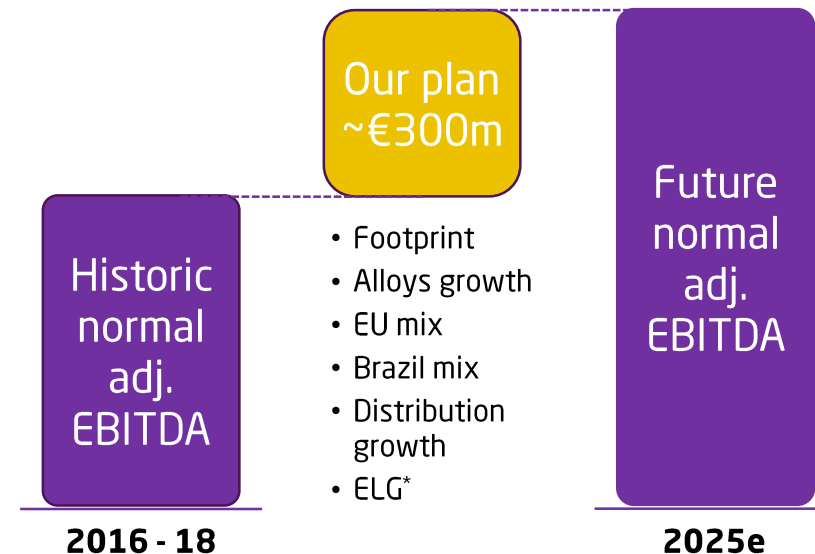 Our plan
~€300m
Historic
normal
adj.
EBITDA
• Footprint
• Alloys growth
• EU mix
• Brazil mix
• Distribution
growth
• ELG*
Future
normal
adj.
EBITDA
2016 - 18
2025e